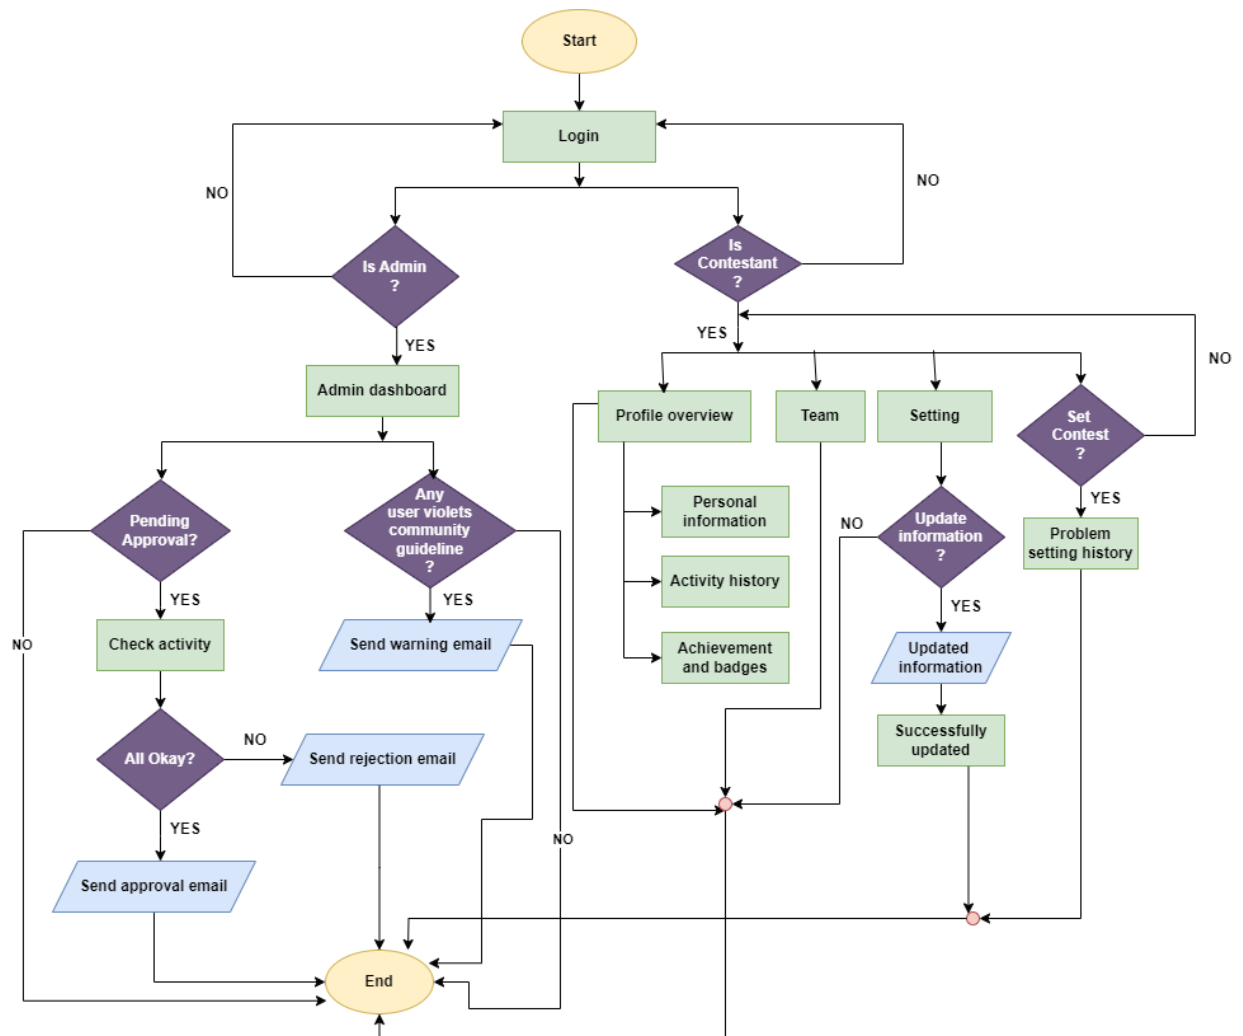 Start
Login
NO
NO
Is Admin
?
Is
Contestant
?
YES
YES
NO
Admin dashboard
Profile overview
Team
Setting
Set
Contest
?
Pending
Approval?
Any
user violets
community
guideline
?
Personal
information
NO
Update
information
?
YES
Problem
setting history
Activity history
YES
YES
YES
NO
Check activity
Send warning email
Achievement
and badges
Updated
information
Successfully
updated
All Okay?
NO
Send rejection email
YES
NO
Send approval email
End